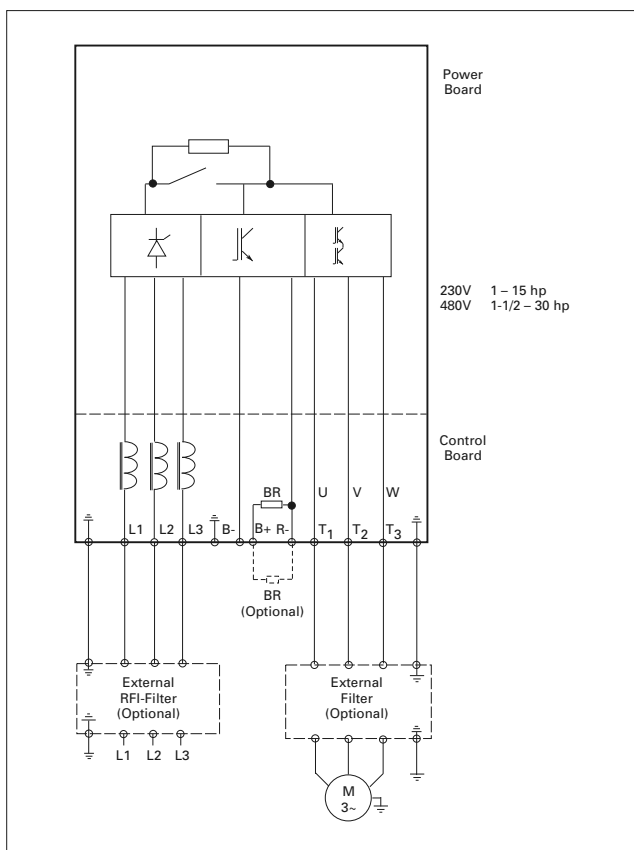 Power
Board
230V 1 – 15 hp
480V 1-1/2 – 30 hp
Control
Board
BR U V W
L1 L2 L3 B- B+ R- T1 T2 T3
BR
(Optional)
External
RFI-Filter
(Optional)
External
Filter
(Optional)
L1 L2 L3
M
3~